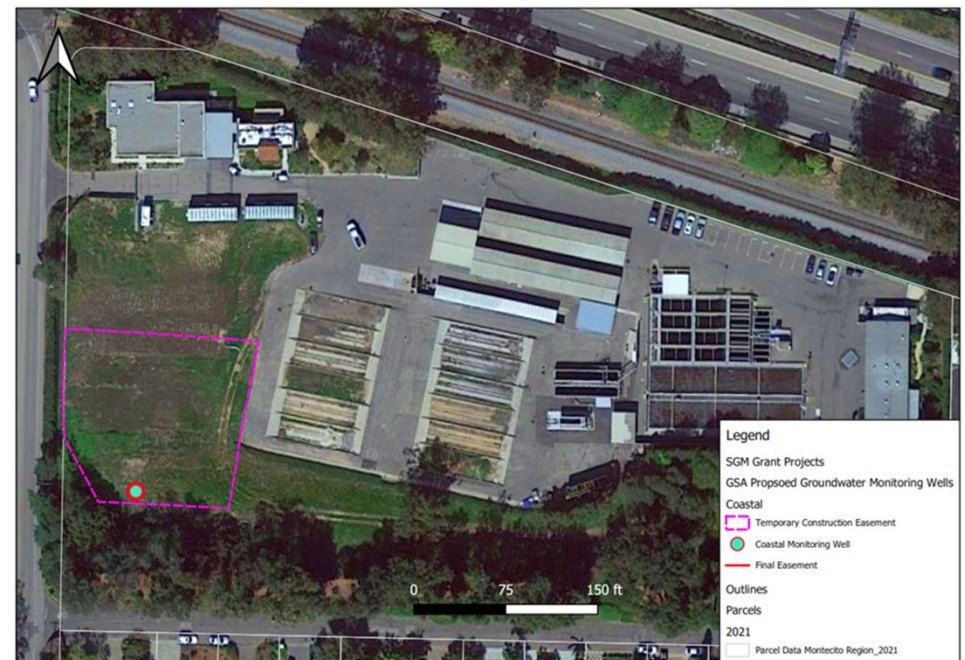 0 75 150 ft
Legend
SGM Grant Projects
GSA Propsoed Groundwater Monitoring Wells
Coastal
Temporary Construction Easement
Coastal Monitoring Well
Final Easement
Outlines
Parcels
2021
Parcel Data Montecito Region_2021